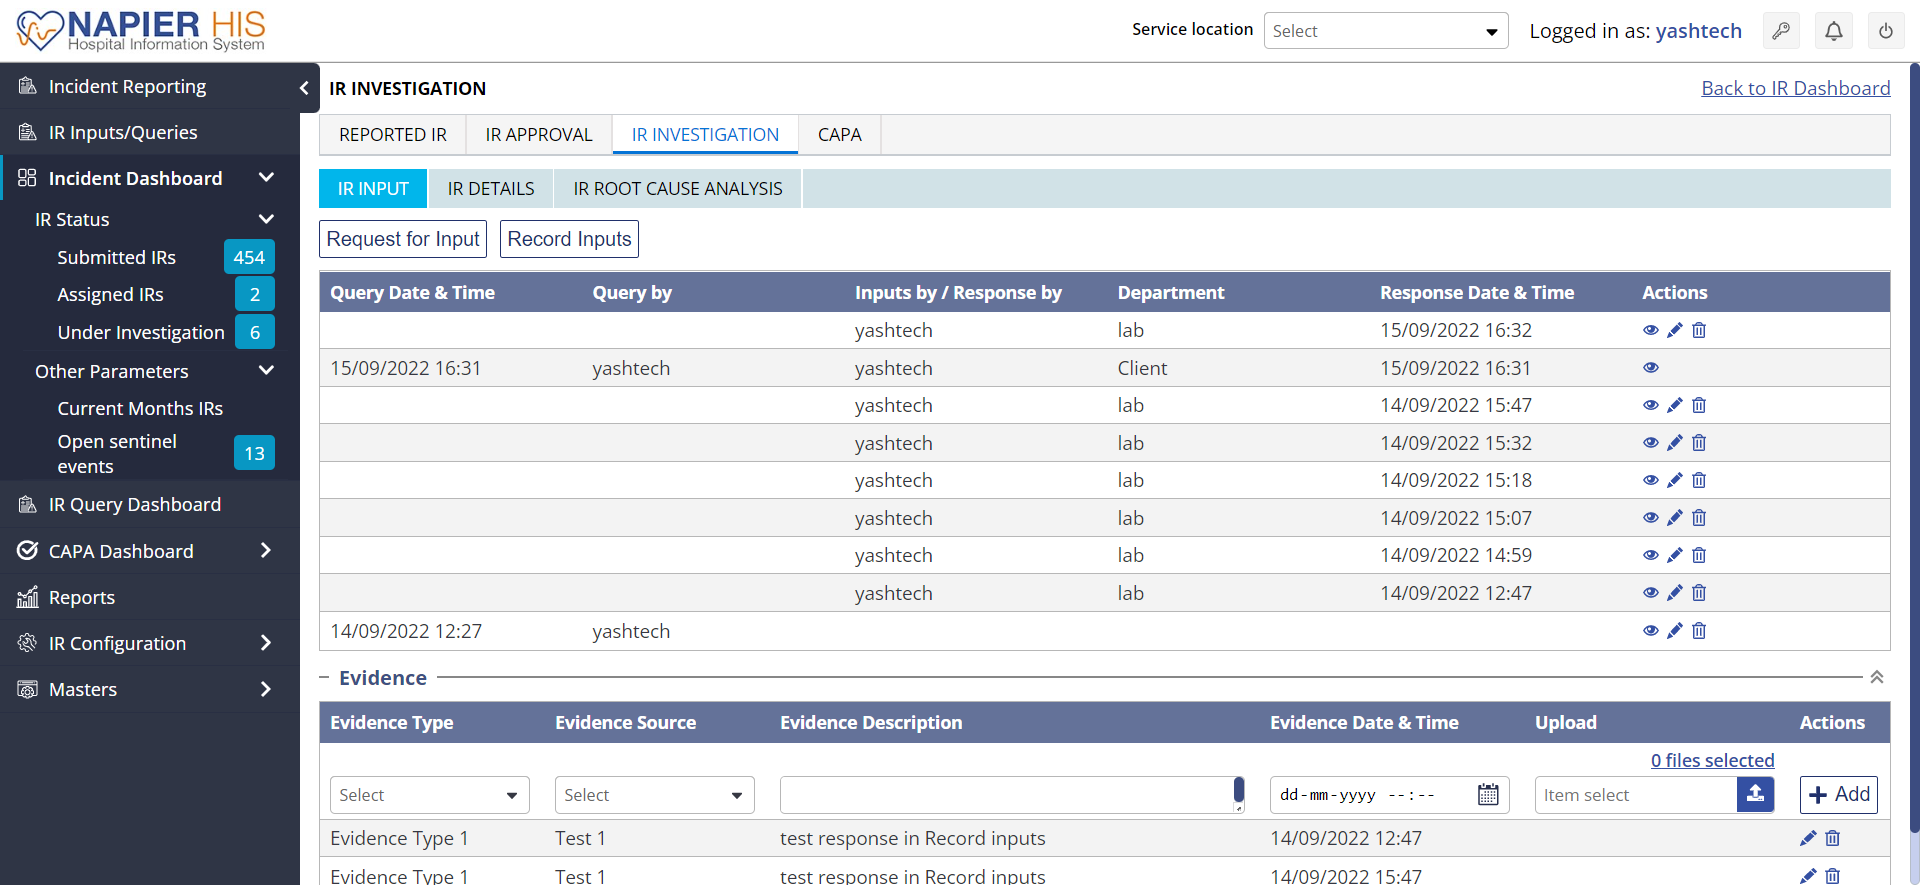 NAPIER HIS
Hospital Information System
Service location
Select
Logged in as: yashtech
Incident Reporting
IR Inputs/Queries
Incident Dashboard
IR Status
Submitted IRs 454
Assigned IRs 2
Under Investigation 6
Other Parameters
Current Months IRs
Open sentinel
events
13
IR Query Dashboard
CAPA Dashboard
Reports
IR Configuration
Masters
IR INVESTIGATION
Back to IR Dashboard
REPORTED IR IR APPROVAL IR INVESTIGATION CAPA
IR INPUT IR DETAILS IR ROOT CAUSE ANALYSIS
Request for Input Record Inputs
Query Date & Time Query by Inputs by / Response by Department Response Date & Time Actions
yashtech lab 15/09/2022 16:32
15/09/2022 16:31 yashtech yashtech Client 15/09/2022 16:31
yashtech lab 14/09/2022 15:47
yashtech lab 14/09/2022 15:32
yashtech lab 14/09/2022 15:18
yashtech lab 14/09/2022 15:07
yashtech lab 14/09/2022 14:59
yashtech lab 14/09/2022 12:47
14/09/2022 12:27 yashtech
Evidence
Evidence Type Evidence Source Evidence Description Evidence Date & Time Upload Actions
0 files selected
Select Select dd-mm-yyyy --:-- Item select + Add
Evidence Type 1 Test 1 test response in Record inputs 14/09/2022 12:47
Evidence Type 1 Test 1 test response in Record inputs 14/09/2022 15:47